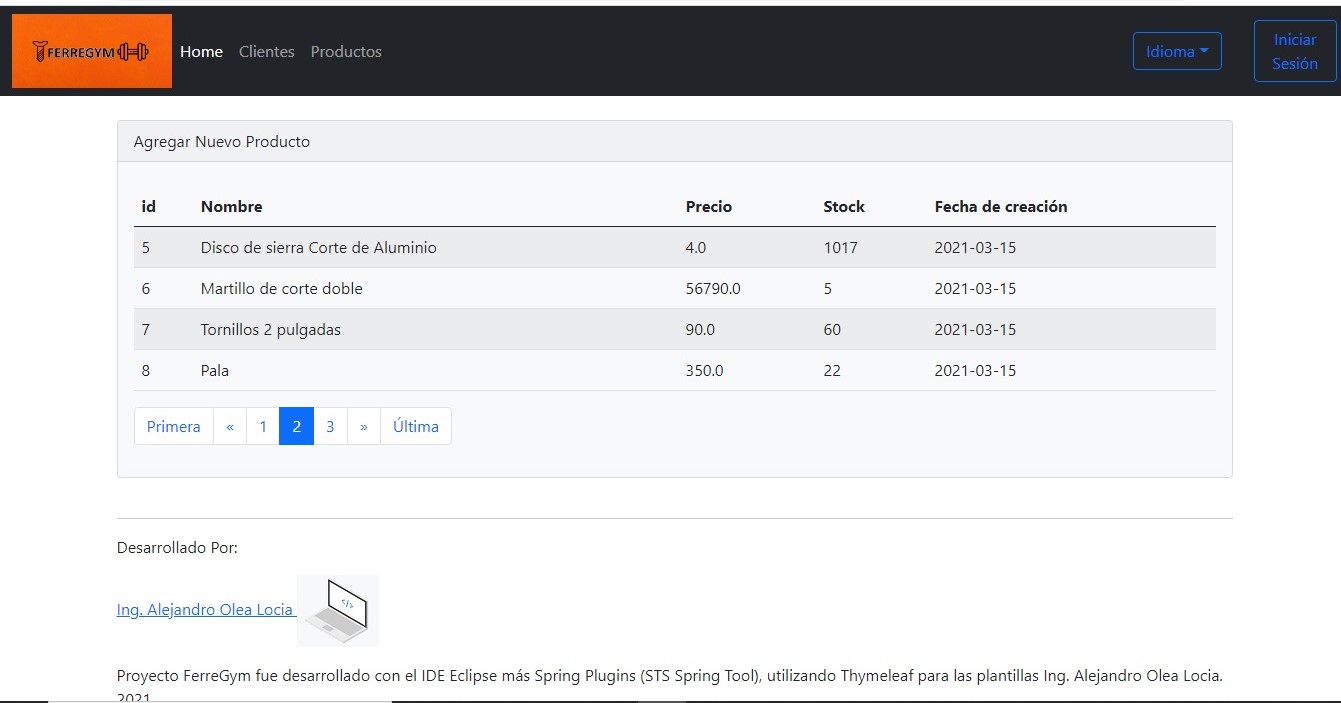 FERREGYM Home Clientes Productos Idioma Iniciar Sesión
Agregar Nuevo Producto
id Nombre Precio Stock Fecha de creación
5 Disco de sierra Corte de Aluminio 4.0 1017 2021-03-15
6 Martillo de corte doble 56790.0 5 2021-03-15
7 Tornillos 2 pulgadas 90.0 60 2021-03-15
8 Pala 350.0 22 2021-03-15
Primera « 1 2 3 » Última
Desarrollado Por:
Ing. Alejandro Olea Locia </>
Proyecto FerreGym fue desarrollado con el IDE Eclipse más Spring Plugins (STS Spring Tool), utilizando Thymeleaf para las plantillas Ing. Alejandro Olea Locia.
2021